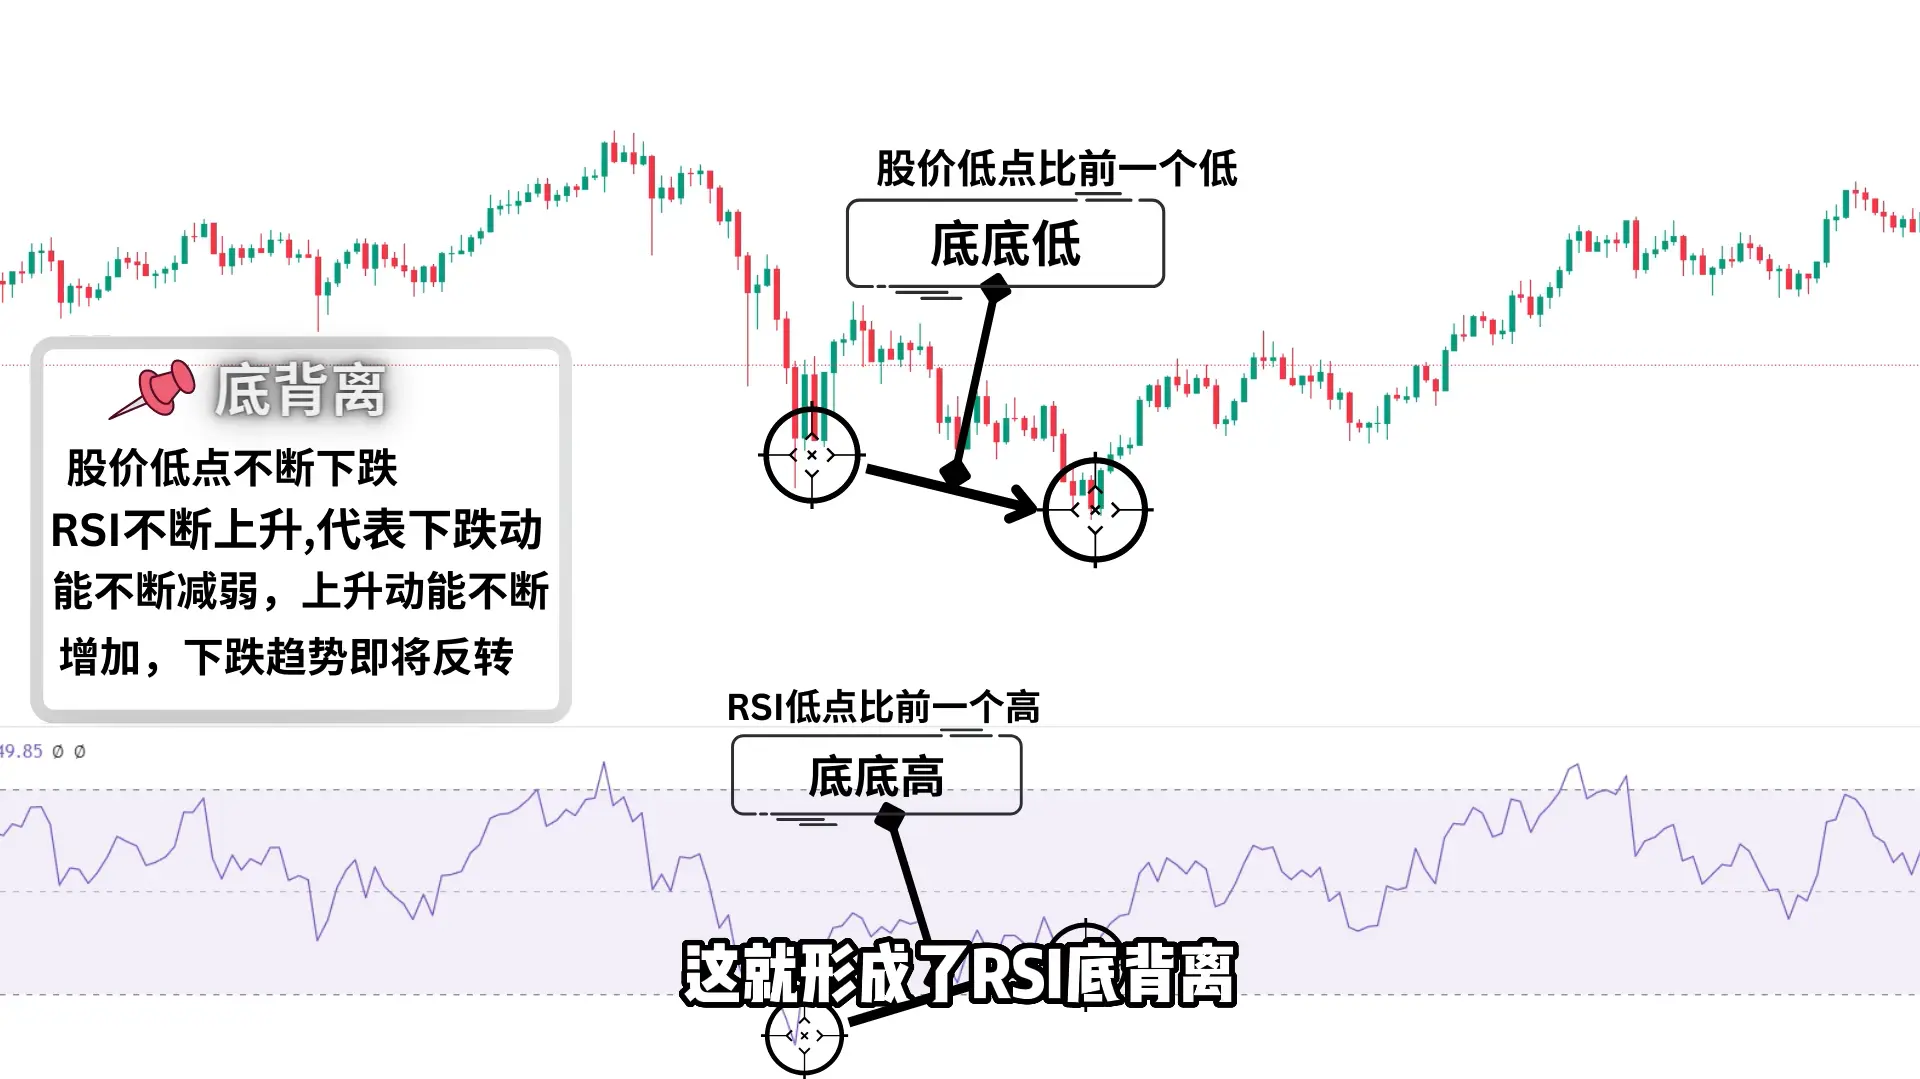 股价低点比前一个低
底底低
底背离
股价低点不断下跌
RSI不断上升,代表下跌动
能不断减弱，上升动能不断
增加，下跌趋势即将反转
RSI低点比前一个高
底底高
49.85 Ø Ø
这就形成了RSI底背离